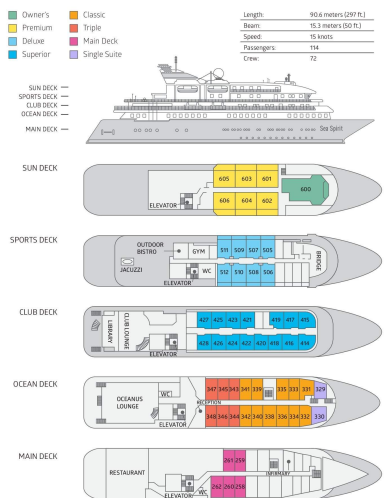 Owner's
Premium
Deluxe
Superior
Classic
Triple
Main Deck
Single Suite
Length: 90.6 meters (297 ft.)
Beam: 15.3 meters (50 ft.)
Speed: 15 knots
Passengers: 114
Crew: 72
SUN DECK
SPORTS DECK
CLUB DECK
OCEAN DECK
MAIN DECK
Sea Spirit
SUN DECK
605 603 601
600
606 604 602
ELEVATOR
SPORTS DECK
OUTDOOR
BISTRO
GYM
511 509 507 505
BRIDGE
JACUZZI
WC
512 510 508 506
ELEVATOR
CLUB DECK
LIBRARY
CLUB LOUNGE
427 425 423 421 419 417 415
428 426 424 422 420 418 416 414
ELEVATOR
OCEAN DECK
OCEANUS
LOUNGE
WC
347 345 343 341 339 335 333 331 329
RECEPTION
348 346 344 342 340 338 336 334 332 330
ELEVATOR
MAIN DECK
RESTAURANT
261 259
INFIRMARY
262 260 258
ELEVATOR
WC